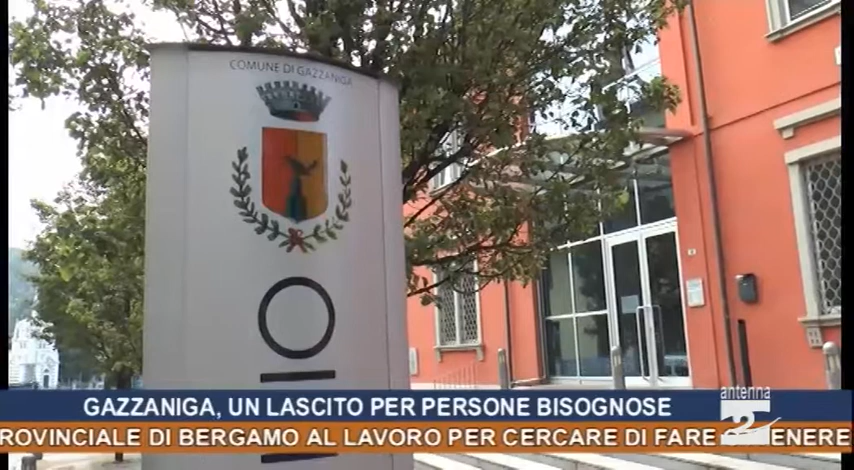 COMUNE DI GAZZANIGA
GAZZANIGA, UN LASCITO PER PERSONE BISOGNOSE
antenna
2
ROVINCIALE DI BERGAMO AL LAVORO PER CERCARE DI FARE